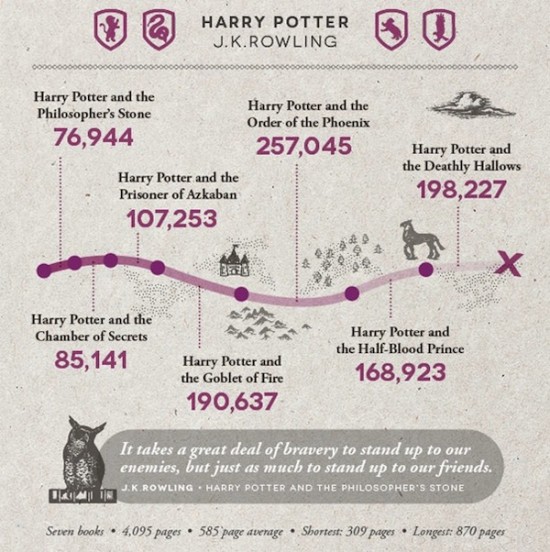 HARRY POTTER
J.K.ROWLING
Harry Potter and the
Philosopher's Stone
76,944
Harry Potter and the
Prisoner of Azkaban
107,253
Harry Potter and the
Order of the Phoenix
257,045
Harry Potter and
the Deathly Hallows
198,227
X
Harry Potter and the
Chamber of Secrets
85,141
Harry Potter and
the Goblet of Fire
190,637
Harry Potter and
the Half-Blood Prince
168,923
It takes a great deal of bravery to stand up to our
enemies, but just as much to stand up to our friends.
J.K.ROWLING • HARRY POTTER AND THE PHILOSOPHER'S STONE
Seven books • 4,095 pages • 585 page average • Shortest: 309 pages • Longest: 870 pages